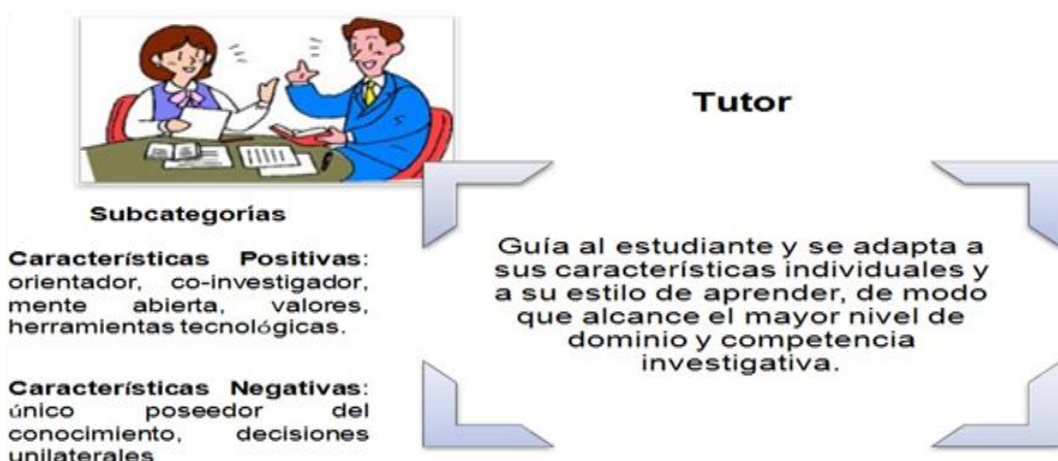 Tutor
Subcategorías
Características Positivas:
orientador, co-investigador,
mente abierta, valores,
herramientas tecnológicas.
Características Negativas:
único poseedor del
conocimiento, decisiones
unilaterales
Guía al estudiante y se adapta a
sus características individuales y
a su estilo de aprender, de modo
que alcance el mayor nivel de
dominio y competencia
investigativa.